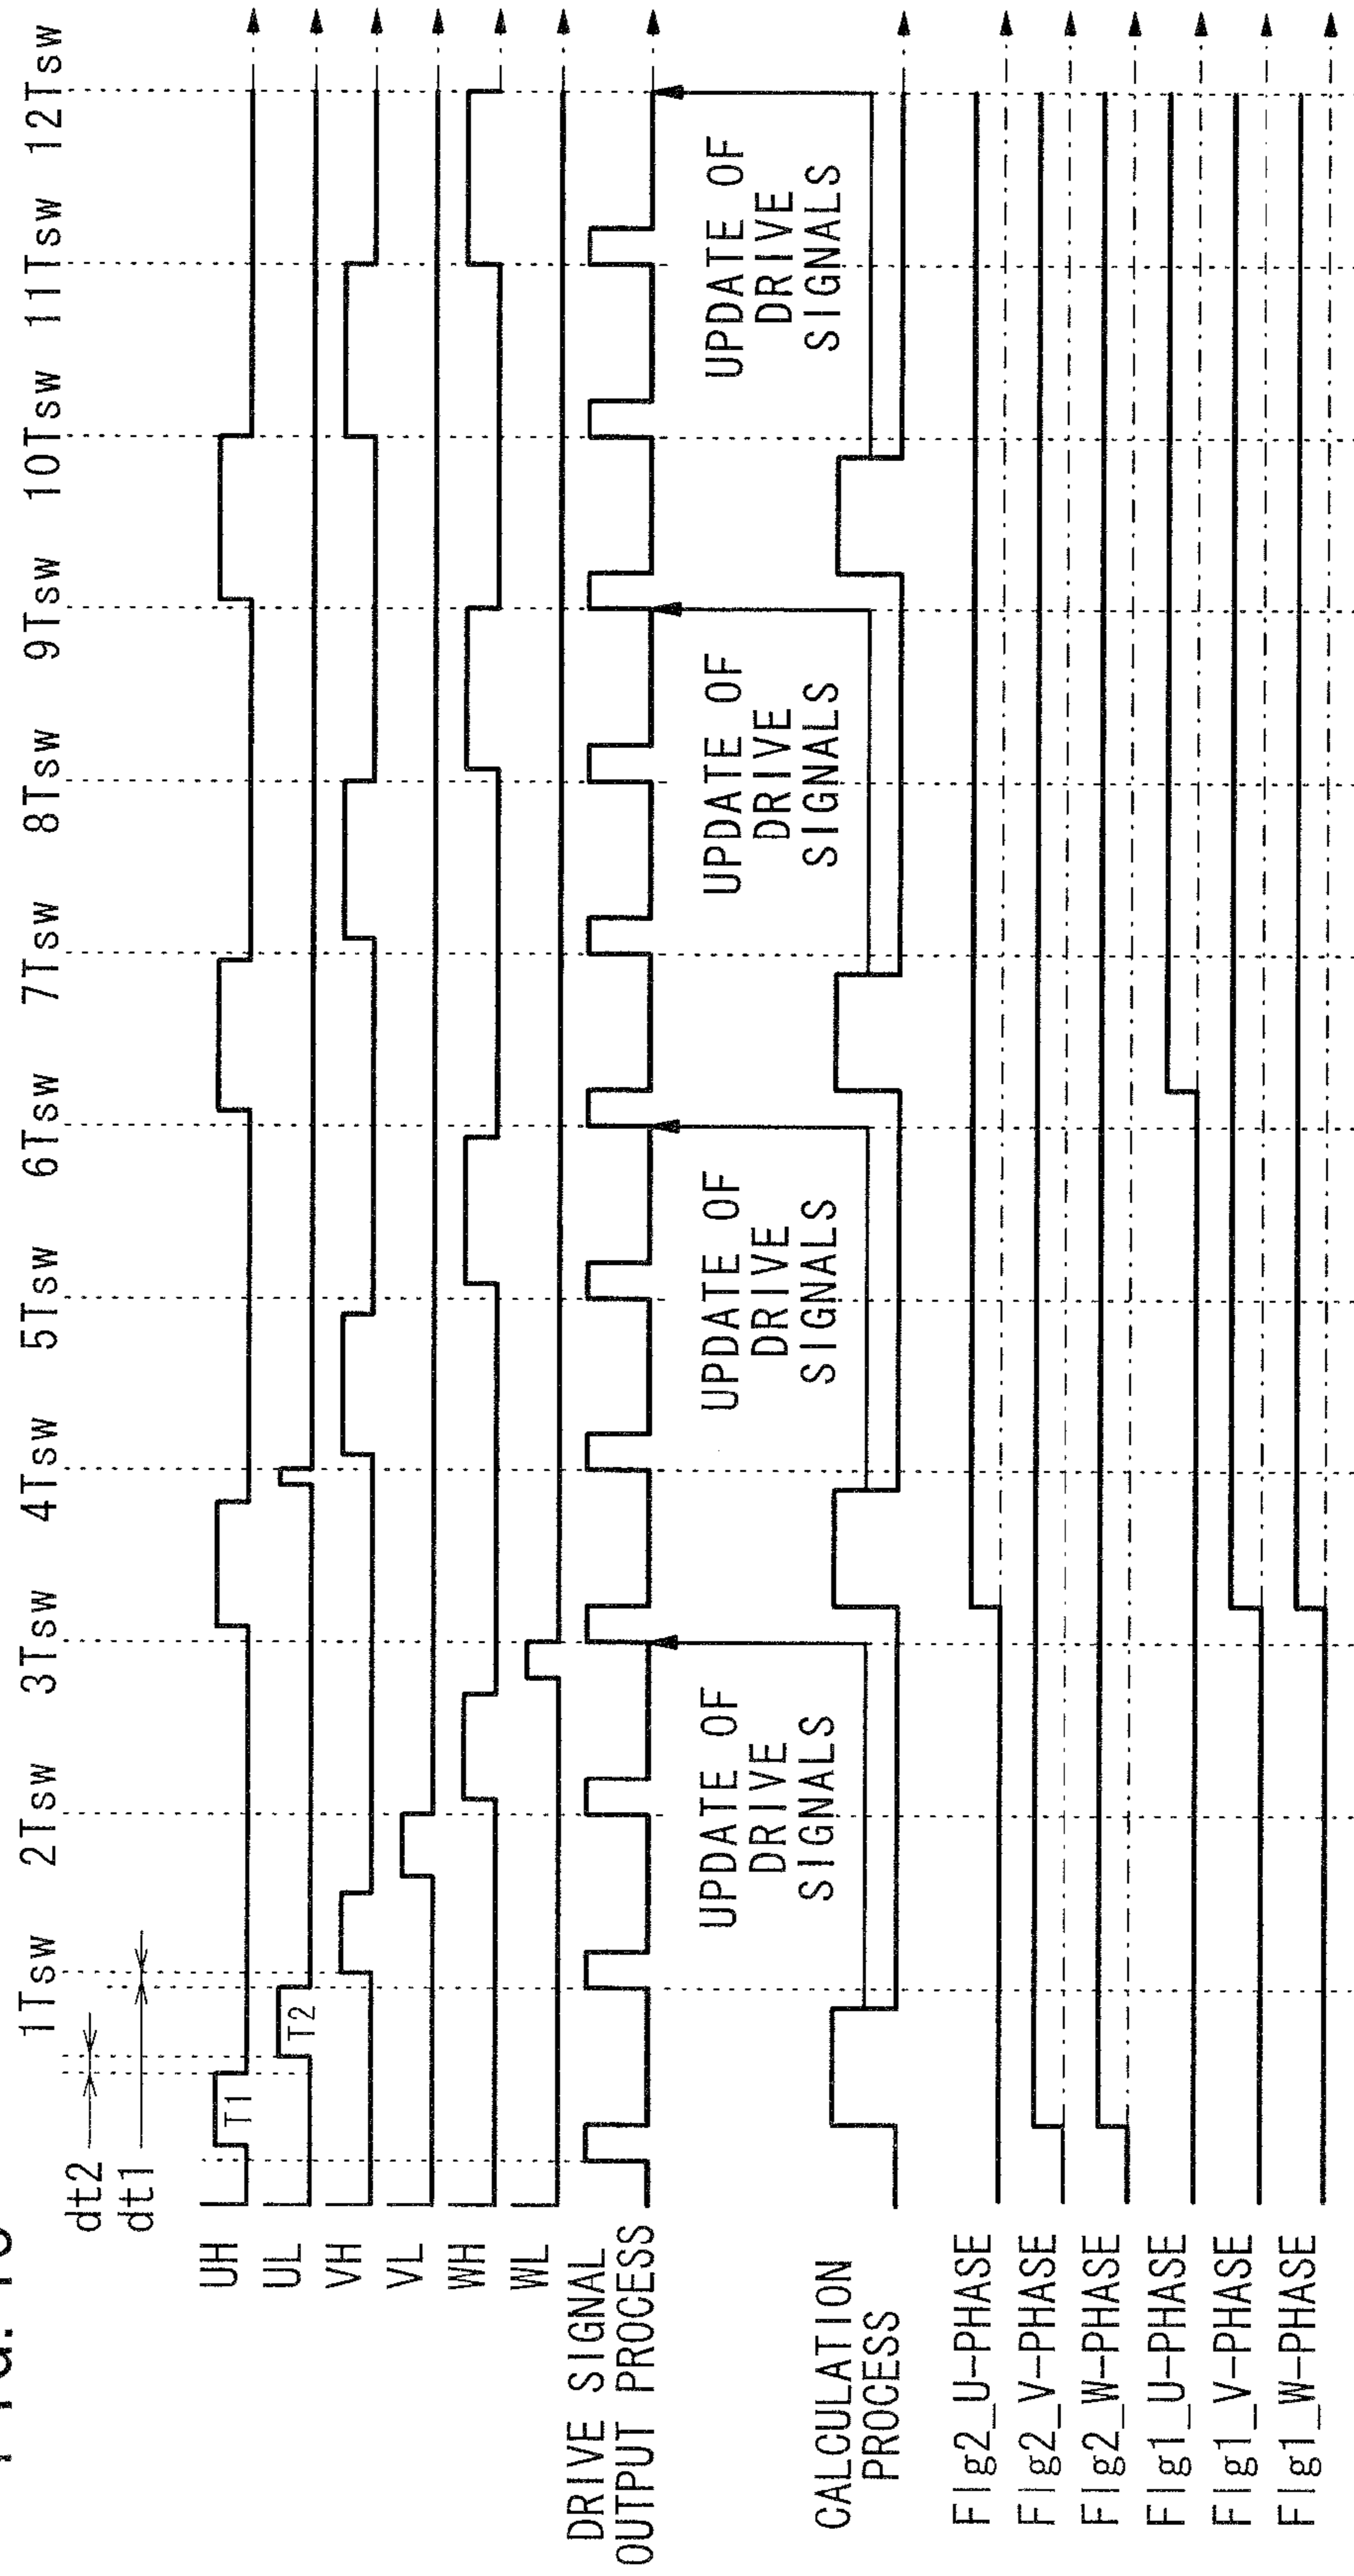 1Tsw 2Tsw 3Tsw 4Tsw 5Tsw 6Tsw 7Tsw 8Tsw 9Tsw 10Tsw 11Tsw 12Tsw
dt2
dt1
UH
T1
UL
T2
VH
VL
WH
WL
DRIVE SIGNAL
OUTPUT PROCESS
UPDATE OF
DRIVE
SIGNALS
UPDATE OF
DRIVE
SIGNALS
UPDATE OF
DRIVE
SIGNALS
UPDATE OF
DRIVE
SIGNALS
CALCULATION
PROCESS
Flg2_U-PHASE
Flg2_V-PHASE
Flg2_W-PHASE
Flg1_U-PHASE
Flg1_V-PHASE
Flg1_W-PHASE